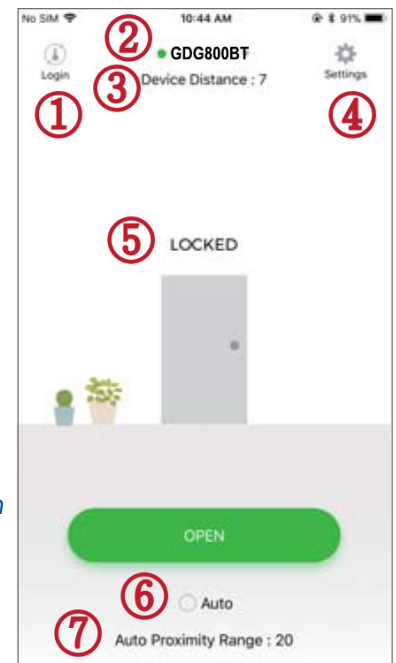 No SIM 10:44 AM 91%
② GDG800BT
Login Settings
③ Device Distance : 7
① ④
⑤ LOCKED
n
OPEN
⑥ Auto
⑦ Auto Proximity Range : 20